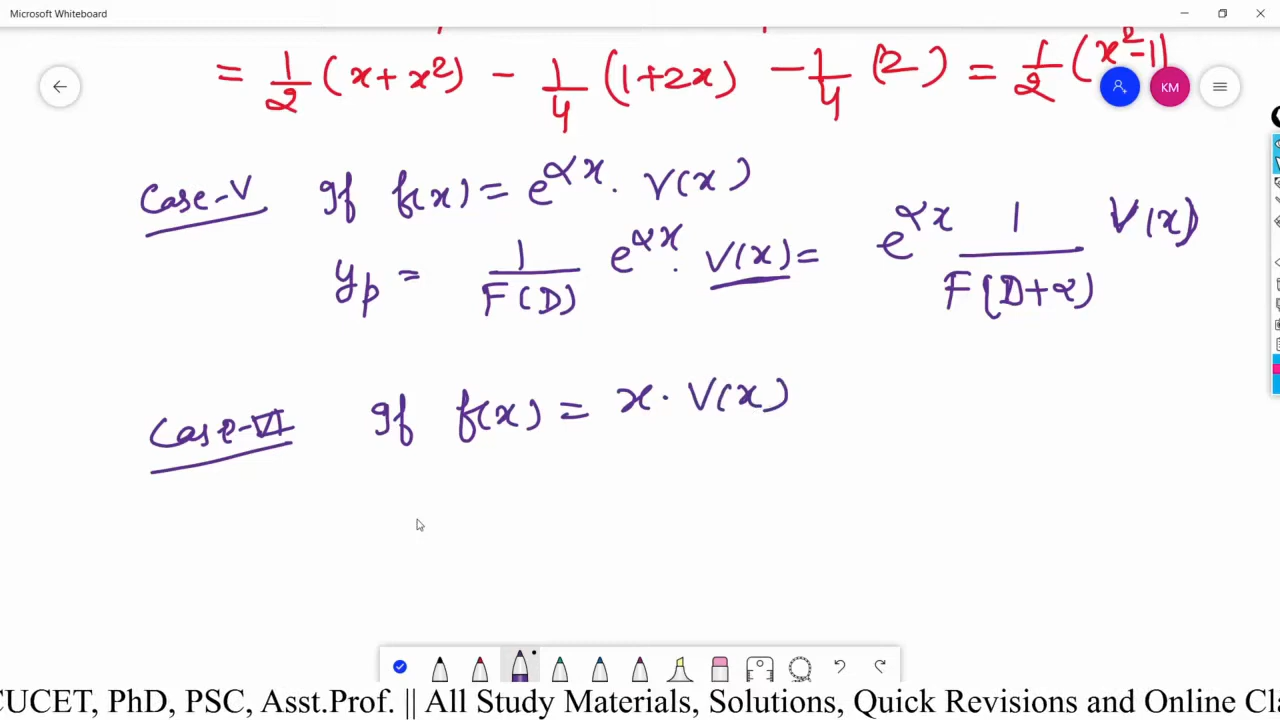 Microsoft Whiteboard
= 1/2 (x + x²) - 1/4 (1+2x) - 1/4 (2) = 1/2 (x²-1)
KM
Case-V If f(x) = e^{αx} . V(x)
y_p = 1/F(D) e^{αx} . V(x) = e^{αx} 1/F(D+α) V(x)
Case-VI If f(x) = x . V(x)
CUCET, PhD, PSC, Asst.Prof. || All Study Materials, Solutions, Quick Revisions and Online Cla